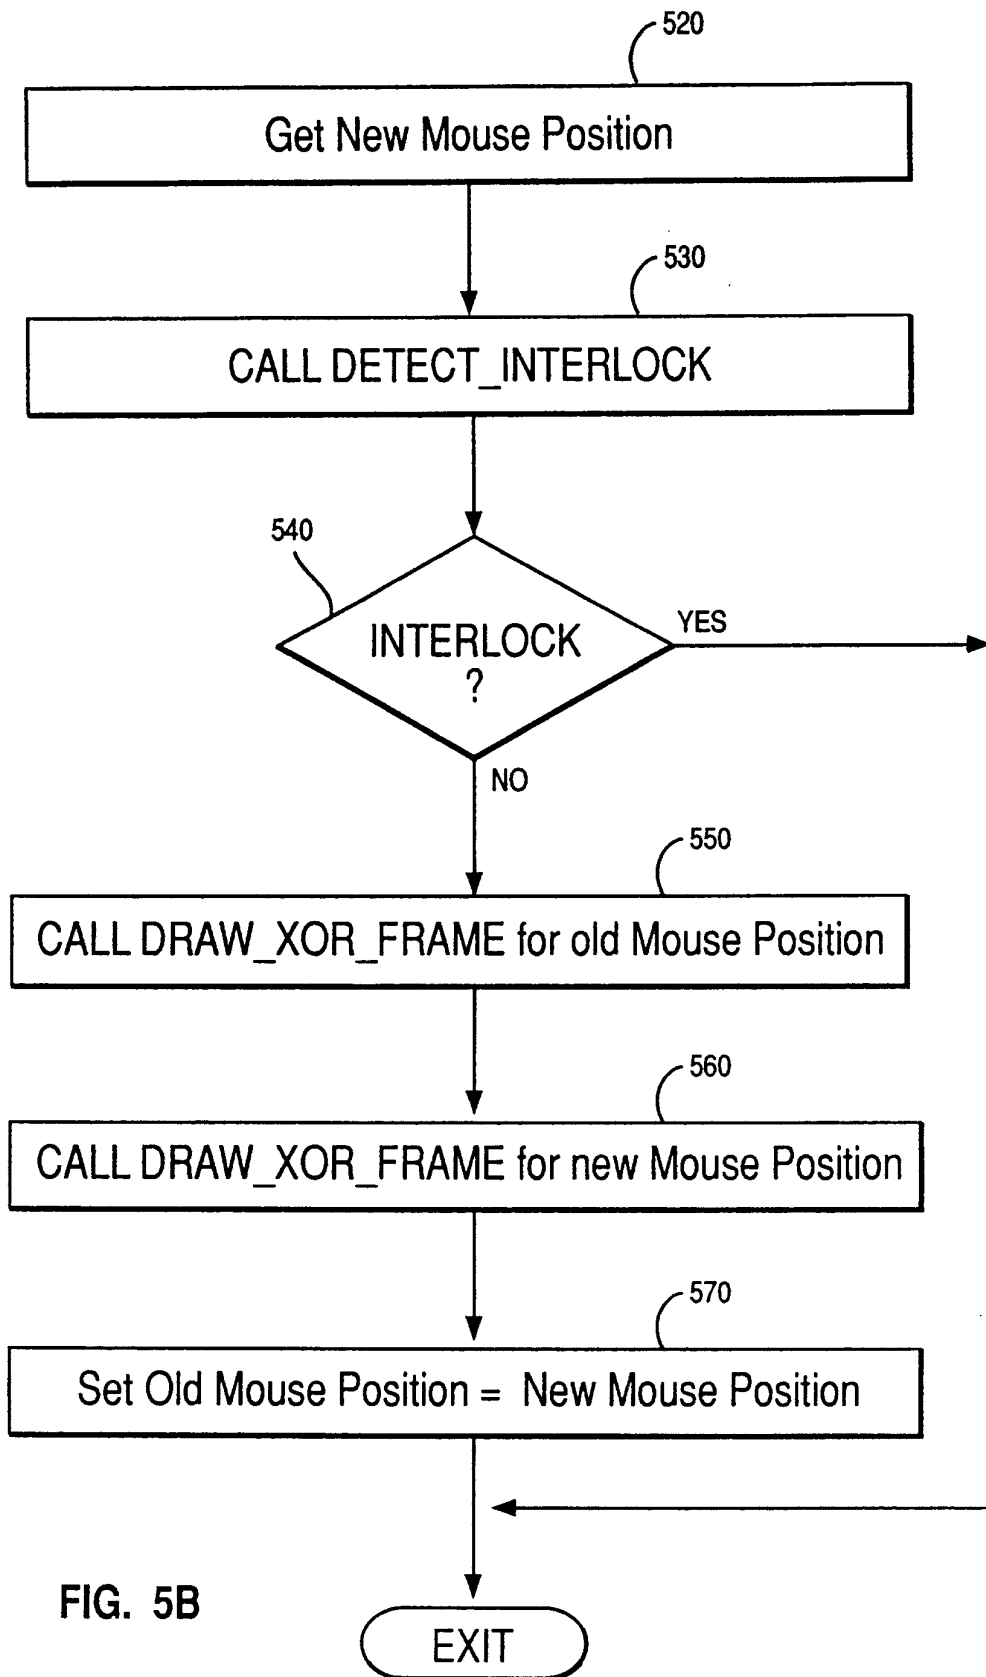 520
Get New Mouse Position
530
CALL DETECT_INTERLOCK
540
INTERLOCK
?
YES
NO
550
CALL DRAW_XOR_FRAME for old Mouse Position
560
CALL DRAW_XOR_FRAME for new Mouse Position
570
Set Old Mouse Position = New Mouse Position
FIG. 5B
EXIT